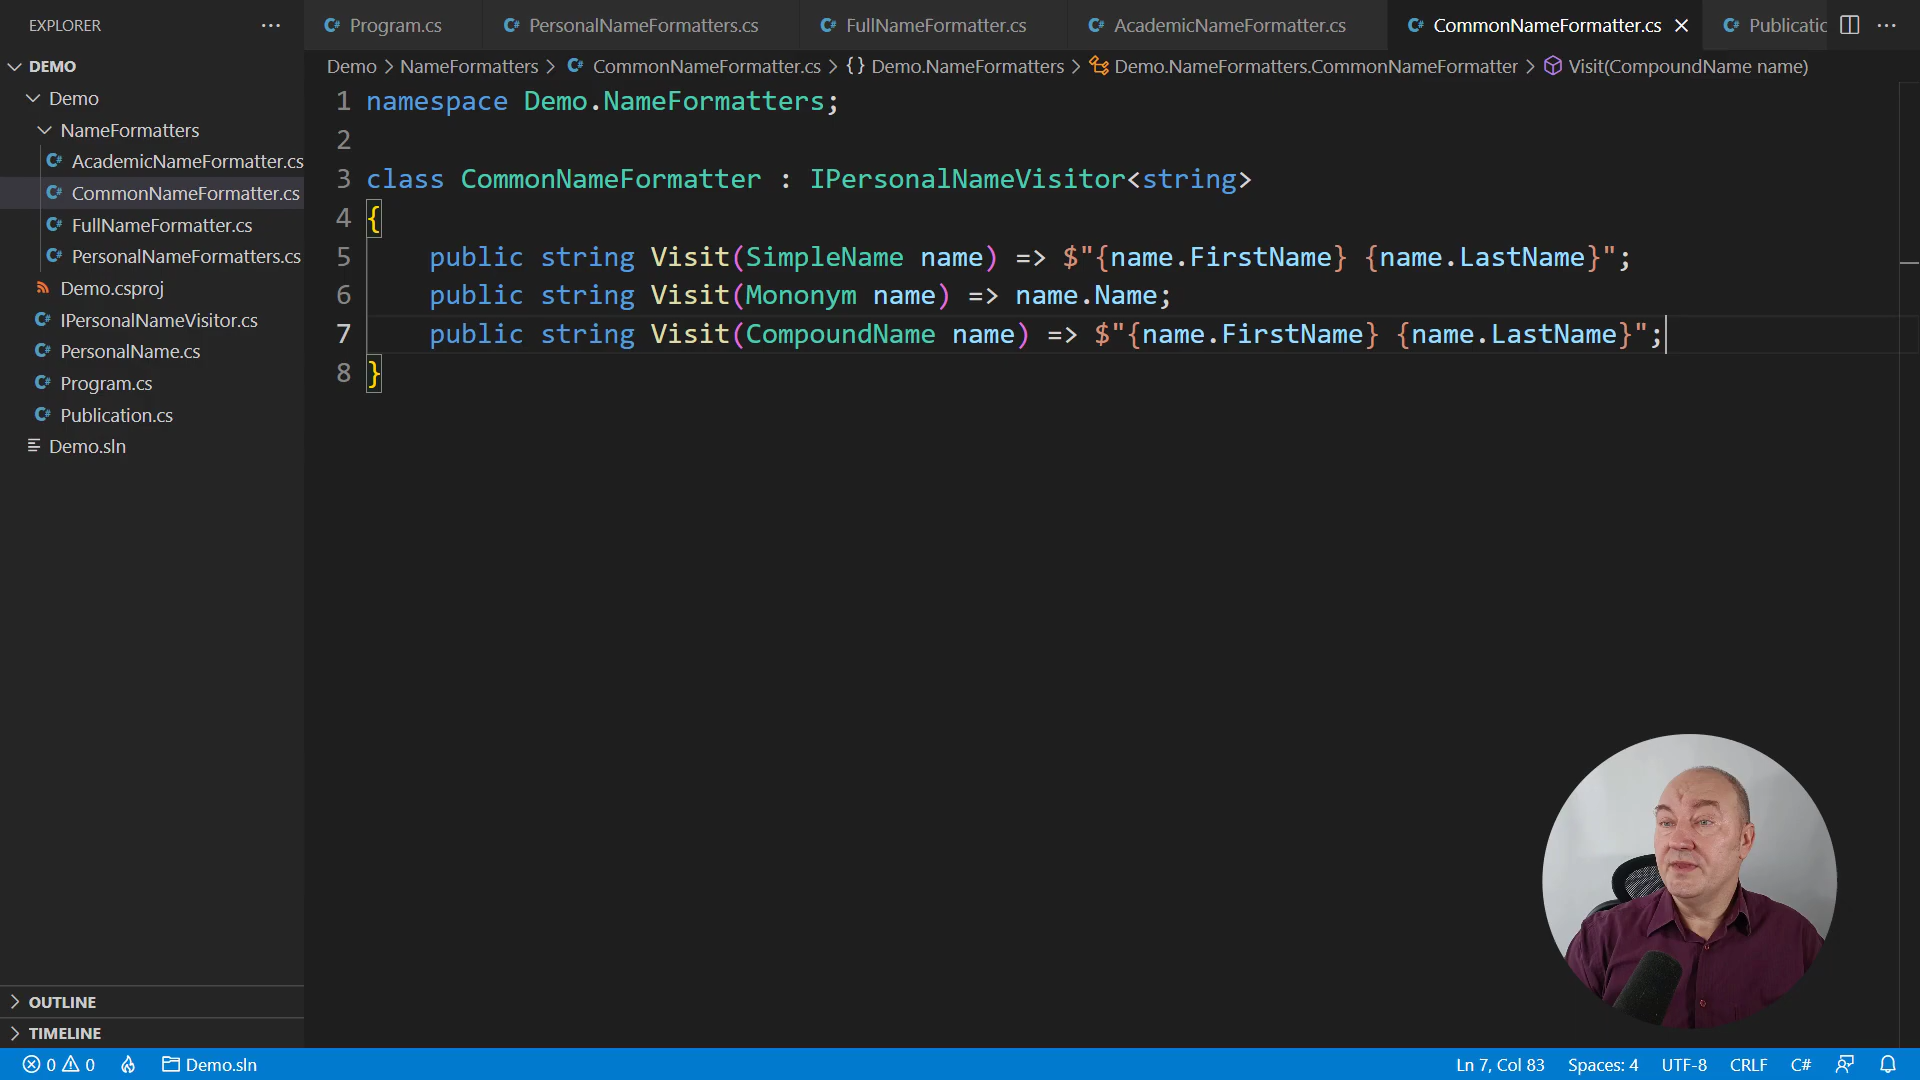 EXPLORER
DEMO
Demo
NameFormatters
AcademicNameFormatter.cs
CommonNameFormatter.cs
FullNameFormatter.cs
PersonalNameFormatters.cs
Demo.csproj
IPersonalNameVisitor.cs
PersonalName.cs
Program.cs
Publication.cs
Demo.sln
OUTLINE
TIMELINE
Program.cs PersonalNameFormatters.cs FullNameFormatter.cs AcademicNameFormatter.cs CommonNameFormatter.cs Publicatic
Demo > NameFormatters > CommonNameFormatter.cs > {} Demo.NameFormatters > Demo.NameFormatters.CommonNameFormatter > Visit(CompoundName name)
1 namespace Demo.NameFormatters;
2
3 class CommonNameFormatter : IPersonalNameVisitor<string>
4 {
5 public string Visit(SimpleName name) => $"{name.FirstName} {name.LastName}";
6 public string Visit(Mononym name) => name.Name;
7 public string Visit(CompoundName name) => $"{name.FirstName} {name.LastName}";
8 }
0 0 Demo.sln Ln 7, Col 83 Spaces: 4 UTF-8 CRLF C#